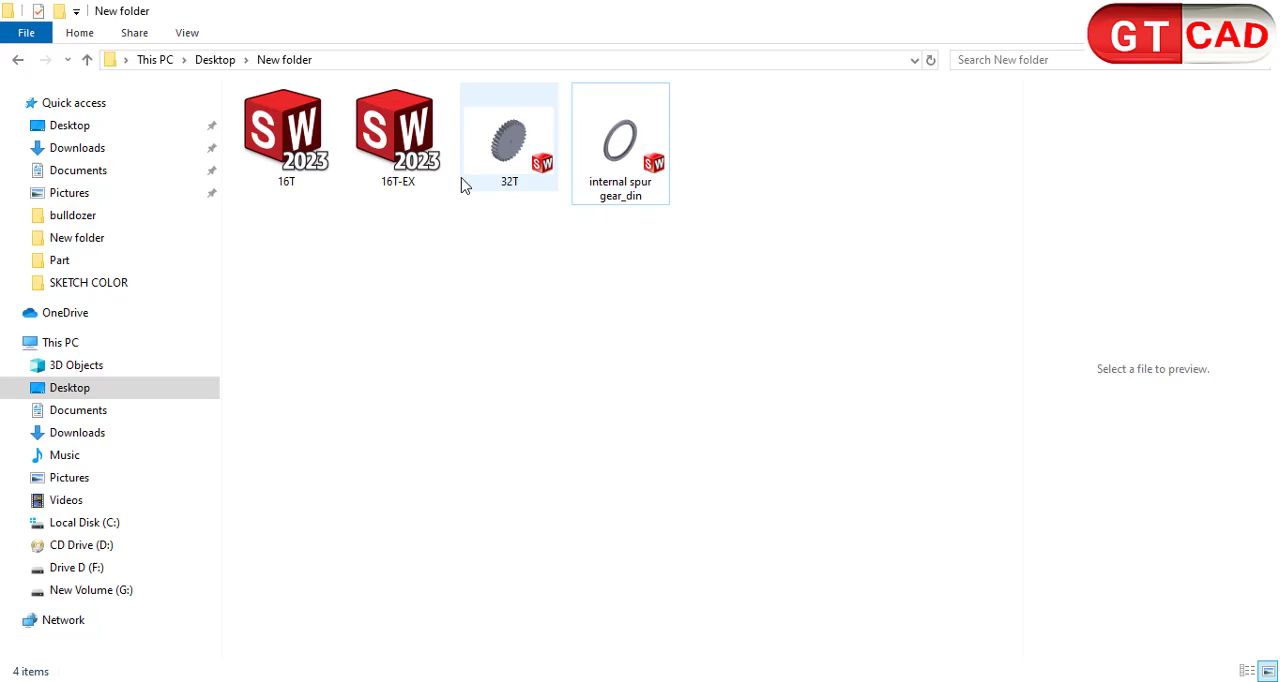 New folder
File
Home
Share
View
This PC
Desktop
New folder
Search New folder
GT CAD
Quick access
Desktop
Downloads
Documents
Pictures
bulldozer
New folder
Part
SKETCH COLOR
OneDrive
This PC
3D Objects
Desktop
Documents
Downloads
Music
Pictures
Videos
Local Disk (C:)
CD Drive (D:)
Drive D (F:)
New Volume (G:)
Network
SW
2023
16T
SW
2023
16T-EX
SW
32T
SW
internal spur
gear_din
Select a file to preview.
4 items